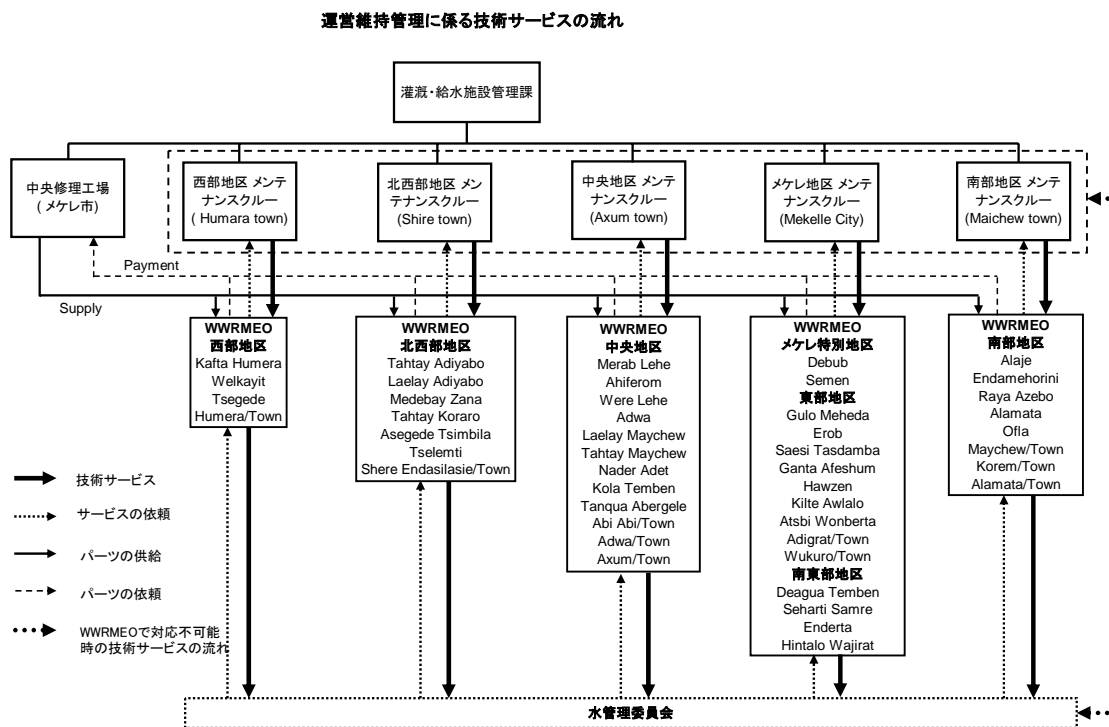 運営維持管理に係る技術サービスの流れ
灌漑・給水施設管理課
中央修理工場
( メケレ市)
西部地区 メンテ
ナンスクルー
( Humara town)
北西部地区 メン
テナンスクルー
(Shire town)
中央地区 メンテ
ナンスクルー
(Axum town)
メケレ地区 メンテ
ナンスクルー
(Mekelle City)
南部地区 メンテ
ナンスクルー
(Maichew town)
Payment
Supply
WWRMEO
西部地区
Kafta Humera
Welkayit
Tsegede
Humera/Town
WWRMEO
北西部地区
Tahtay Adiyabo
Laelay Adiyabo
Medebay Zana
Tahtay Koraro
Asegede Tsimbila
Tselemti
Shere Endasilasie/Town
WWRMEO
中央地区
Merab Lehe
Ahiferom
Were Lehe
Adwa
Laelay Maychew
Tahtay Maychew
Nader Adet
Kola Temben
Tanqua Abergele
Abi Abi/Town
Adwa/Town
Axum/Town
WWRMEO
メケレ特別地区
Debub
Semen
東部地区
Gulo Meheda
Erob
Saesi Tasdamba
Ganta Afeshum
Hawzen
Kilte Awlalo
Atsbi Wonberta
Adigrat/Town
Wukuro/Town
南東部地区
Deagua Temben
Seharti Samre
Enderta
Hintalo Wajirat
WWRMEO
南部地区
Alaje
Endamehorini
Raya Azebo
Alamata
Ofla
Maychew/Town
Korem/Town
Alamata/Town
技術サービス
サービスの依頼
パーツの供給
パーツの依頼
WWRMEOで対応不可能
時の技術サービスの流れ
水管理委員会